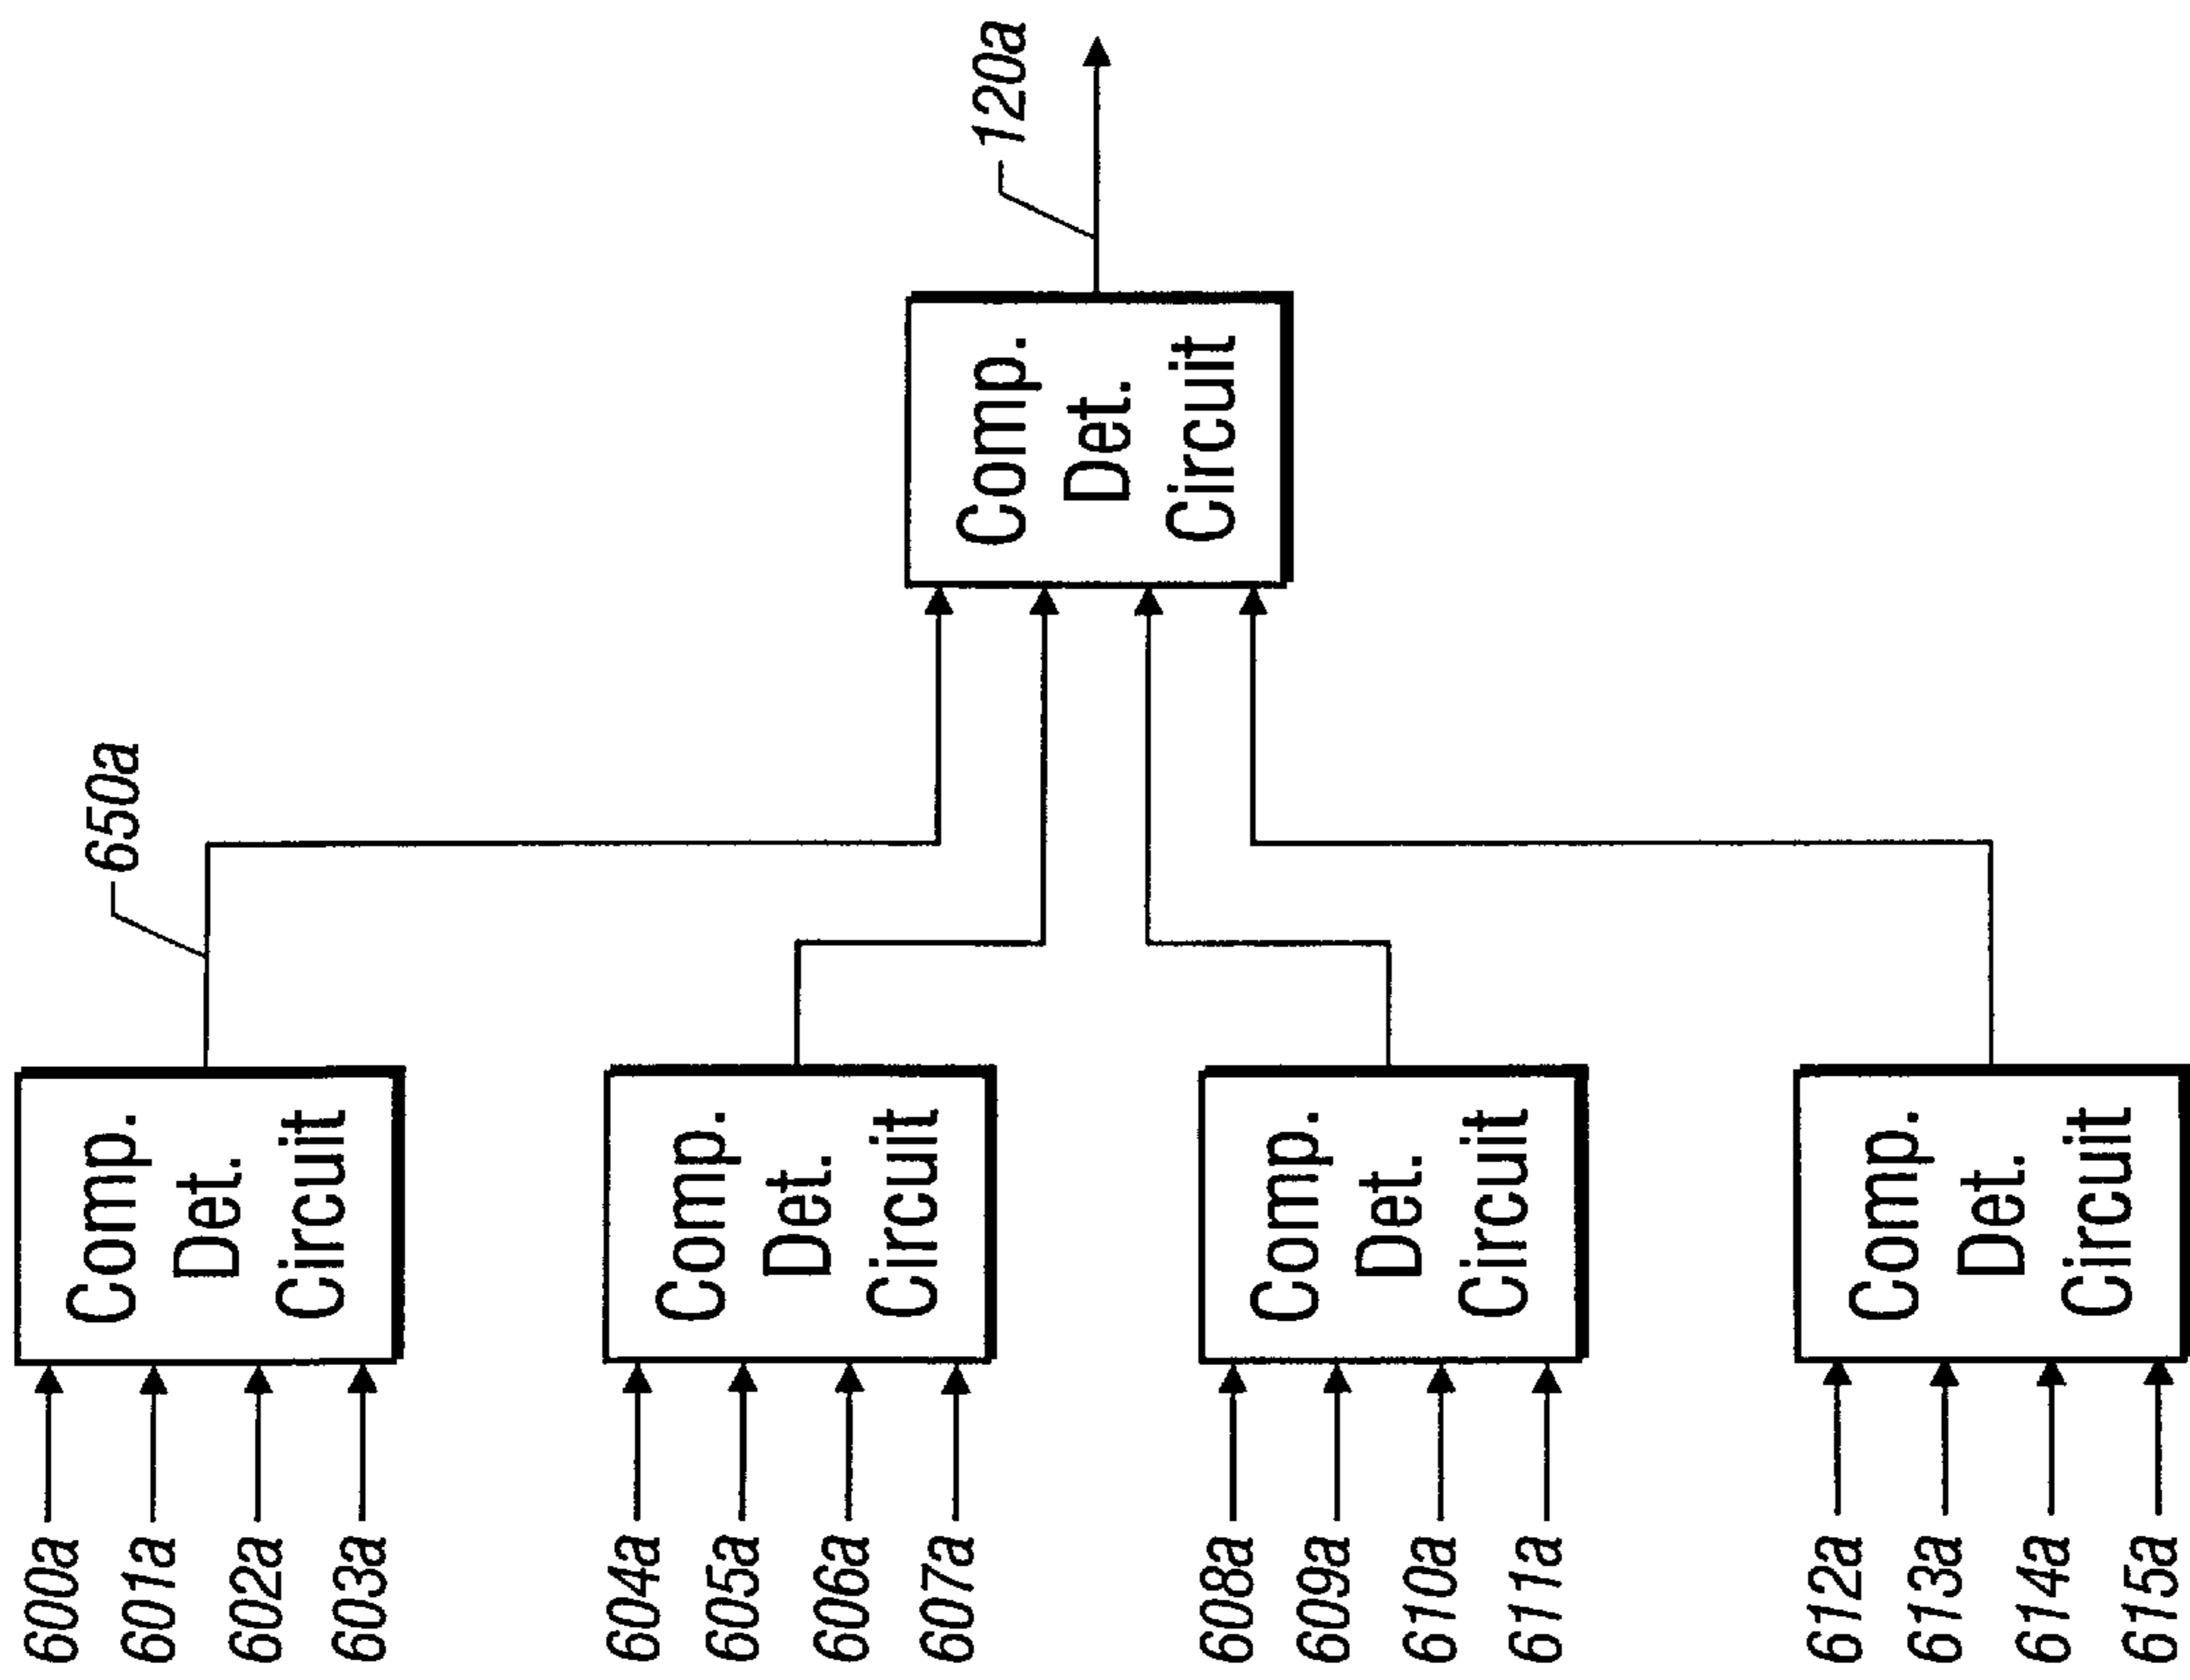 600a
601a
602a
603a
Comp.
Det.
Circuit
650a
604a
605a
606a
607a
Comp.
Det.
Circuit
608a
609a
610a
611a
Comp.
Det.
Circuit
612a
613a
614a
615a
Comp.
Det.
Circuit
Comp.
Det.
Circuit
120a